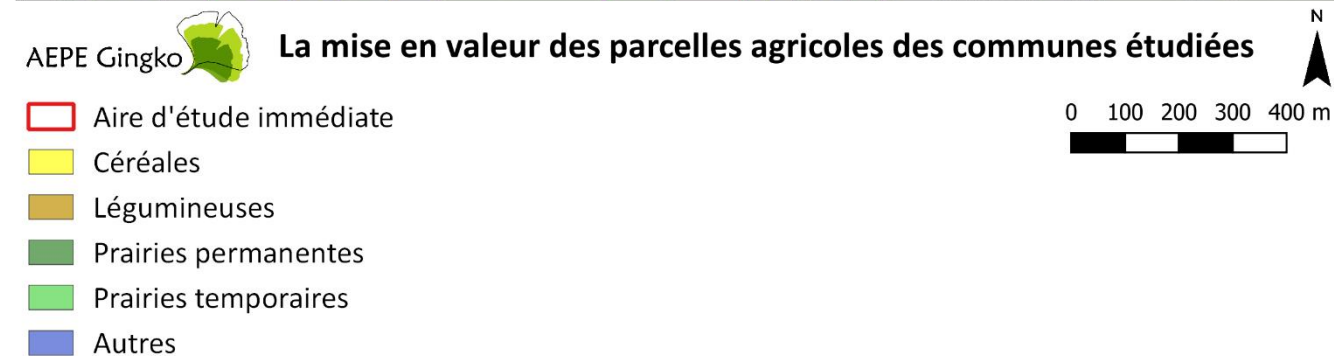 N
AEPE Gingko
La mise en valeur des parcelles agricoles des communes étudiées
0 100 200 300 400 m
Aire d'étude immédiate
Céréales
Légumineuses
Prairies permanentes
Prairies temporaires
Autres